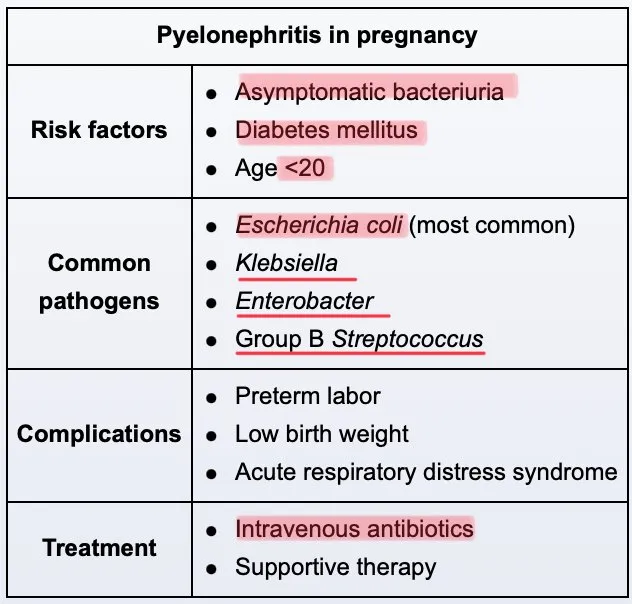 Pyelonephritis in pregnancy
Risk factors
• Asymptomatic bacteriuria
• Diabetes mellitus
• Age <20
Common
pathogens
• Escherichia coli (most common)
• Klebsiella
• Enterobacter
• Group B Streptococcus
Complications
• Preterm labor
• Low birth weight
• Acute respiratory distress syndrome
Treatment
• Intravenous antibiotics
• Supportive therapy